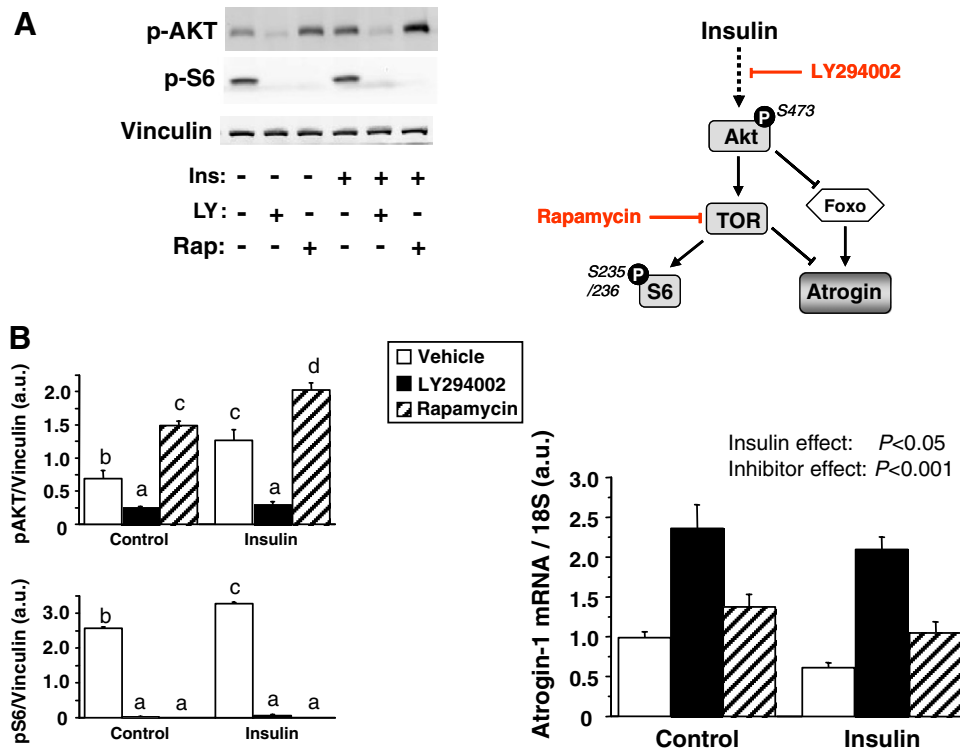 A
p-AKT
p-S6
Vinculin
Ins: - - - + + +
LY: - + - - + -
Rap: - - + - - +
Insulin
LY294002
P S473
Akt
Foxo
Rapamycin
TOR
S235
/236
P
S6
Atrogin
B
Vehicle
LY294002
Rapamycin
pAKT/Vinculin (a.u.)
2.0
1.5
1.0
0.5
0
b a c c a d
Control Insulin
pS6/Vinculin (a.u.)
3.0
2.0
1.0
0
b a a c a a
Control Insulin
Insulin effect: P<0.05
Inhibitor effect: P<0.001
Atrogin-1 mRNA / 18S (a.u.)
3.0
2.5
2.0
1.5
1.0
0.5
0
Control Insulin